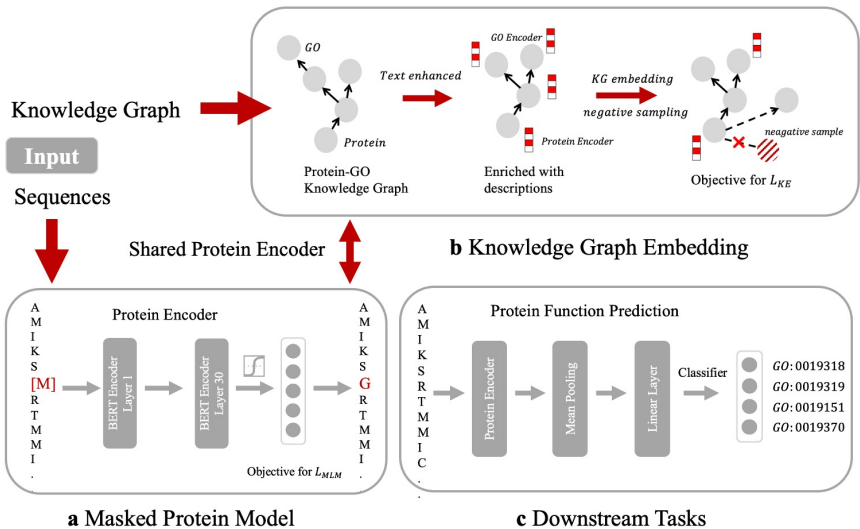 Knowledge Graph
Input
Sequences
GO
Protein
Protein-GO
Knowledge Graph
Text enhanced
GO Encoder
Protein Encoder
Enriched with
descriptions
KG embedding
negative sampling
neagative sample
Objective for L_KE
b Knowledge Graph Embedding
Shared Protein Encoder
A
M
I
K
S
[M]
R
T
M
M
I
.
.
Protein Encoder
BERT Encoder
Layer 1
BERT Encoder
Layer 30
Objective for L_MLM
A
M
I
K
S
G
R
T
M
M
I
.
.
a Masked Protein Model
A
M
I
K
S
R
T
M
M
I
C
.
.
Protein Function Prediction
Protein Encoder
Mean Pooling
Linear Layer
Classifier
GO:0019318
GO:0019319
GO:0019151
GO:0019370
c Downstream Tasks